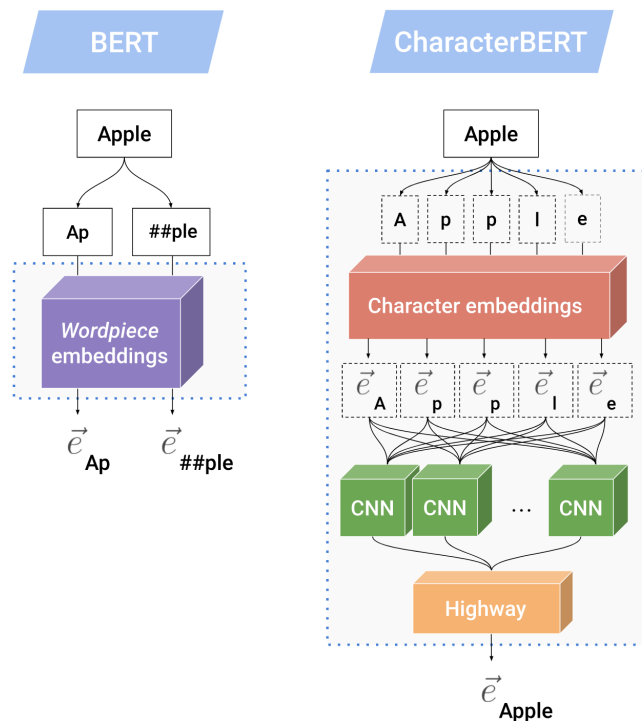 BERT
CharacterBERT
Apple
Ap
##ple
Wordpiece
embeddings
e⃗ Ap
e⃗ ##ple
Apple
A p p l e
Character embeddings
e⃗ A e⃗ p e⃗ p e⃗ l e⃗ e
CNN CNN ... CNN
Highway
e⃗ Apple